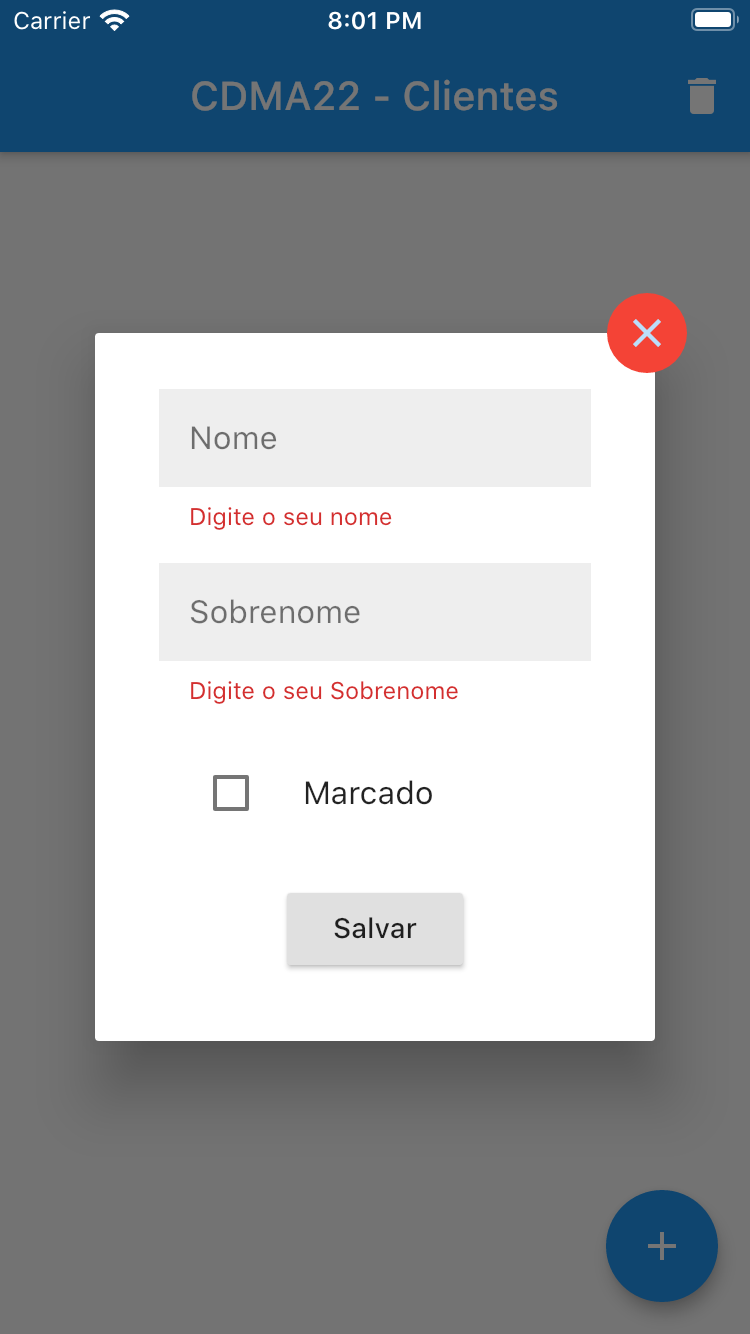 Carrier 8:01 PM
CDMA22 - Clientes
Nome
Digite o seu nome
Sobrenome
Digite o seu Sobrenome
Marcado
Salvar